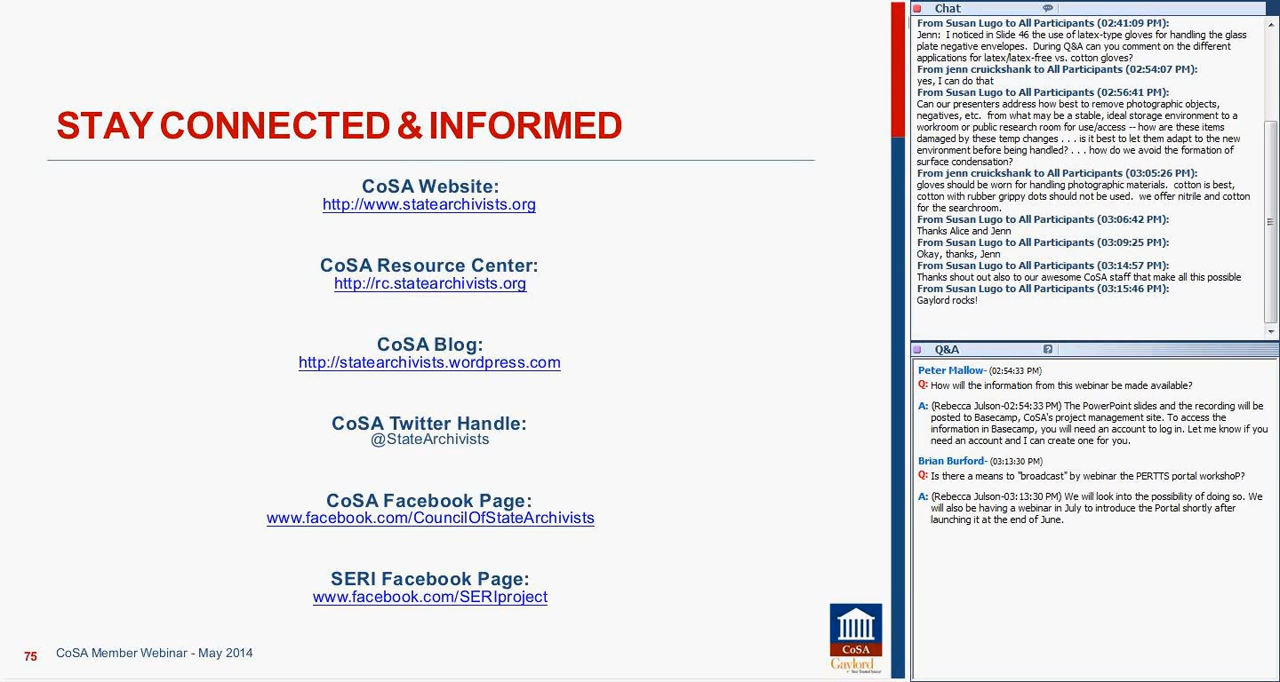 STAY CONNECTED & INFORMED
CoSA Website:
http://www.statearchivists.org
CoSA Resource Center:
http://rc.statearchivists.org
CoSA Blog:
http://statearchivists.wordpress.com
CoSA Twitter Handle:
@StateArchivists
CoSA Facebook Page:
www.facebook.com/CouncilOfStateArchivists
SERI Facebook Page:
www.facebook.com/SERIproject
75 CoSA Member Webinar - May 2014
CoSA
Gaylord
Chat
From Susan Lugo to All Participants (02:41:09 PM):
Jenn: I noticed in Slide 46 the use of latex-type gloves for handling the glass
plate negative envelopes. During Q&A can you comment on the different
applications for latex/latex-free vs. cotton gloves?
From jenn cruickshank to All Participants (02:54:07 PM):
yes, I can do that
From Susan Lugo to All Participants (02:56:41 PM):
Can our presenters address how best to remove photographic objects,
negatives, etc. from what may be a stable, ideal storage environment to a
workroom or public research room for use/access -- how are these items
damaged by these temp changes . . . is it best to let them adapt to the new
environment before being handled? . . . how do we avoid the formation of
surface condensation?
From jenn cruickshank to All Participants (03:05:26 PM):
gloves should be worn for handling photographic materials. cotton is best,
cotton with rubber grippy dots should not be used. we offer nitrile and cotton
for the searchroom.
From Susan Lugo to All Participants (03:06:42 PM):
Thanks Alice and Jenn
From Susan Lugo to All Participants (03:09:25 PM):
Okay, thanks, Jenn
From Susan Lugo to All Participants (03:14:57 PM):
Thanks shout out also to our awesome CoSA staff that make all this possible
From Susan Lugo to All Participants (03:15:46 PM):
Gaylord rocks!
Q&A
Peter Mallow- (02:54:33 PM)
Q: How will the information from this webinar be made available?
A: (Rebecca Julson-02:54:33 PM) The PowerPoint slides and the recording will be
posted to Basecamp, CoSA's project management site. To access the
information in Basecamp, you will need an account to log in. Let me know if you
need an account and I can create one for you.
Brian Burford- (03:13:30 PM)
Q: Is there a means to "broadcast" by webinar the PERTTS portal workshoP?
A: (Rebecca Julson-03:13:30 PM) We will look into the possibility of doing so. We
will also be having a webinar in July to introduce the Portal shortly after
launching it at the end of June.